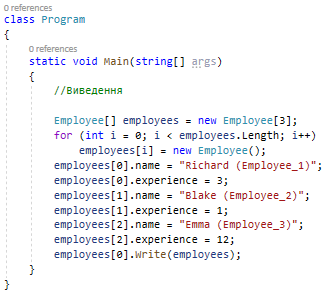 0 references
class Program
{
0 references
static void Main(string[] args)
{
//Виведення
Employee[] employees = new Employee[3];
for (int i = 0; i < employees.Length; i++)
employees[i] = new Employee();
employees[0].name = "Richard (Employee_1)";
employees[0].experience = 3;
employees[1].name = "Blake (Employee_2)";
employees[1].experience = 1;
employees[2].name = "Emma (Employee_3)";
employees[2].experience = 12;
employees[0].Write(employees);
}
}